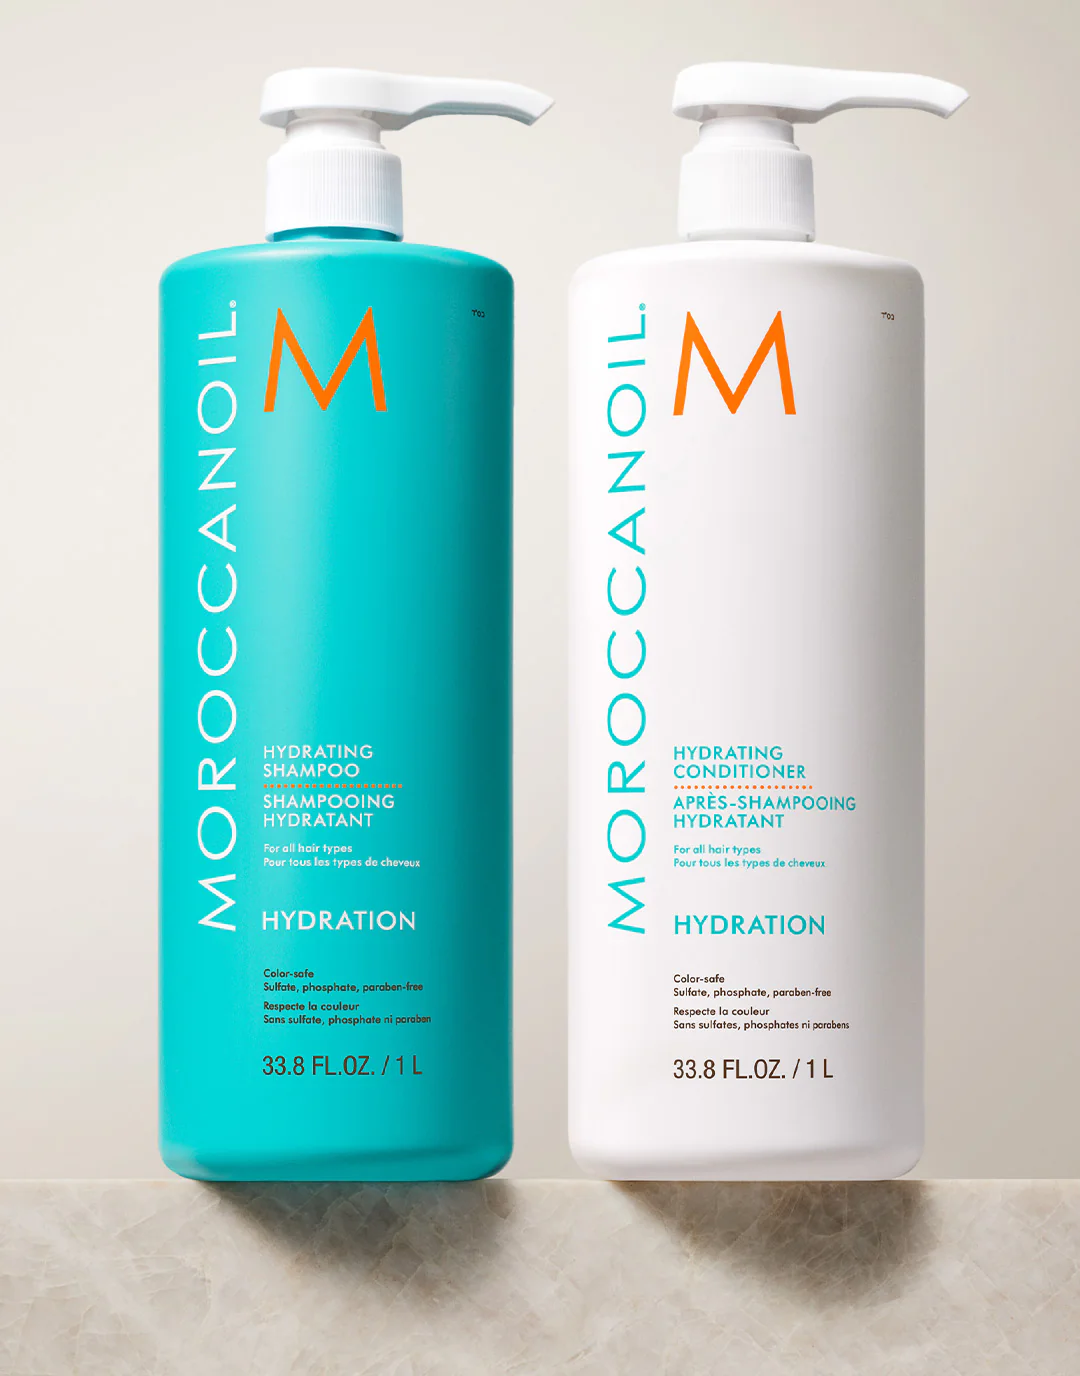 MOROCCANOIL®
M
HYDRATING
SHAMPOO
SHAMPOOING
HYDRATANT
For all hair types
Pour tous les types de cheveux
HYDRATION
Color-safe
Sulfate, phosphate, paraben-free
Respecte la couleur
Sans sulfate, phosphate ni paraben
33.8 FL.OZ. / 1 L
MOROCCANOIL®
M
HYDRATING
CONDITIONER
APRÈS-SHAMPOOING
HYDRATANT
For all hair types
Pour tous les types de cheveux
HYDRATION
Color-safe
Sulfate, phosphate, paraben-free
Respecte la couleur
Sans sulfates, phosphates ni parabens
33.8 FL.OZ. / 1 L